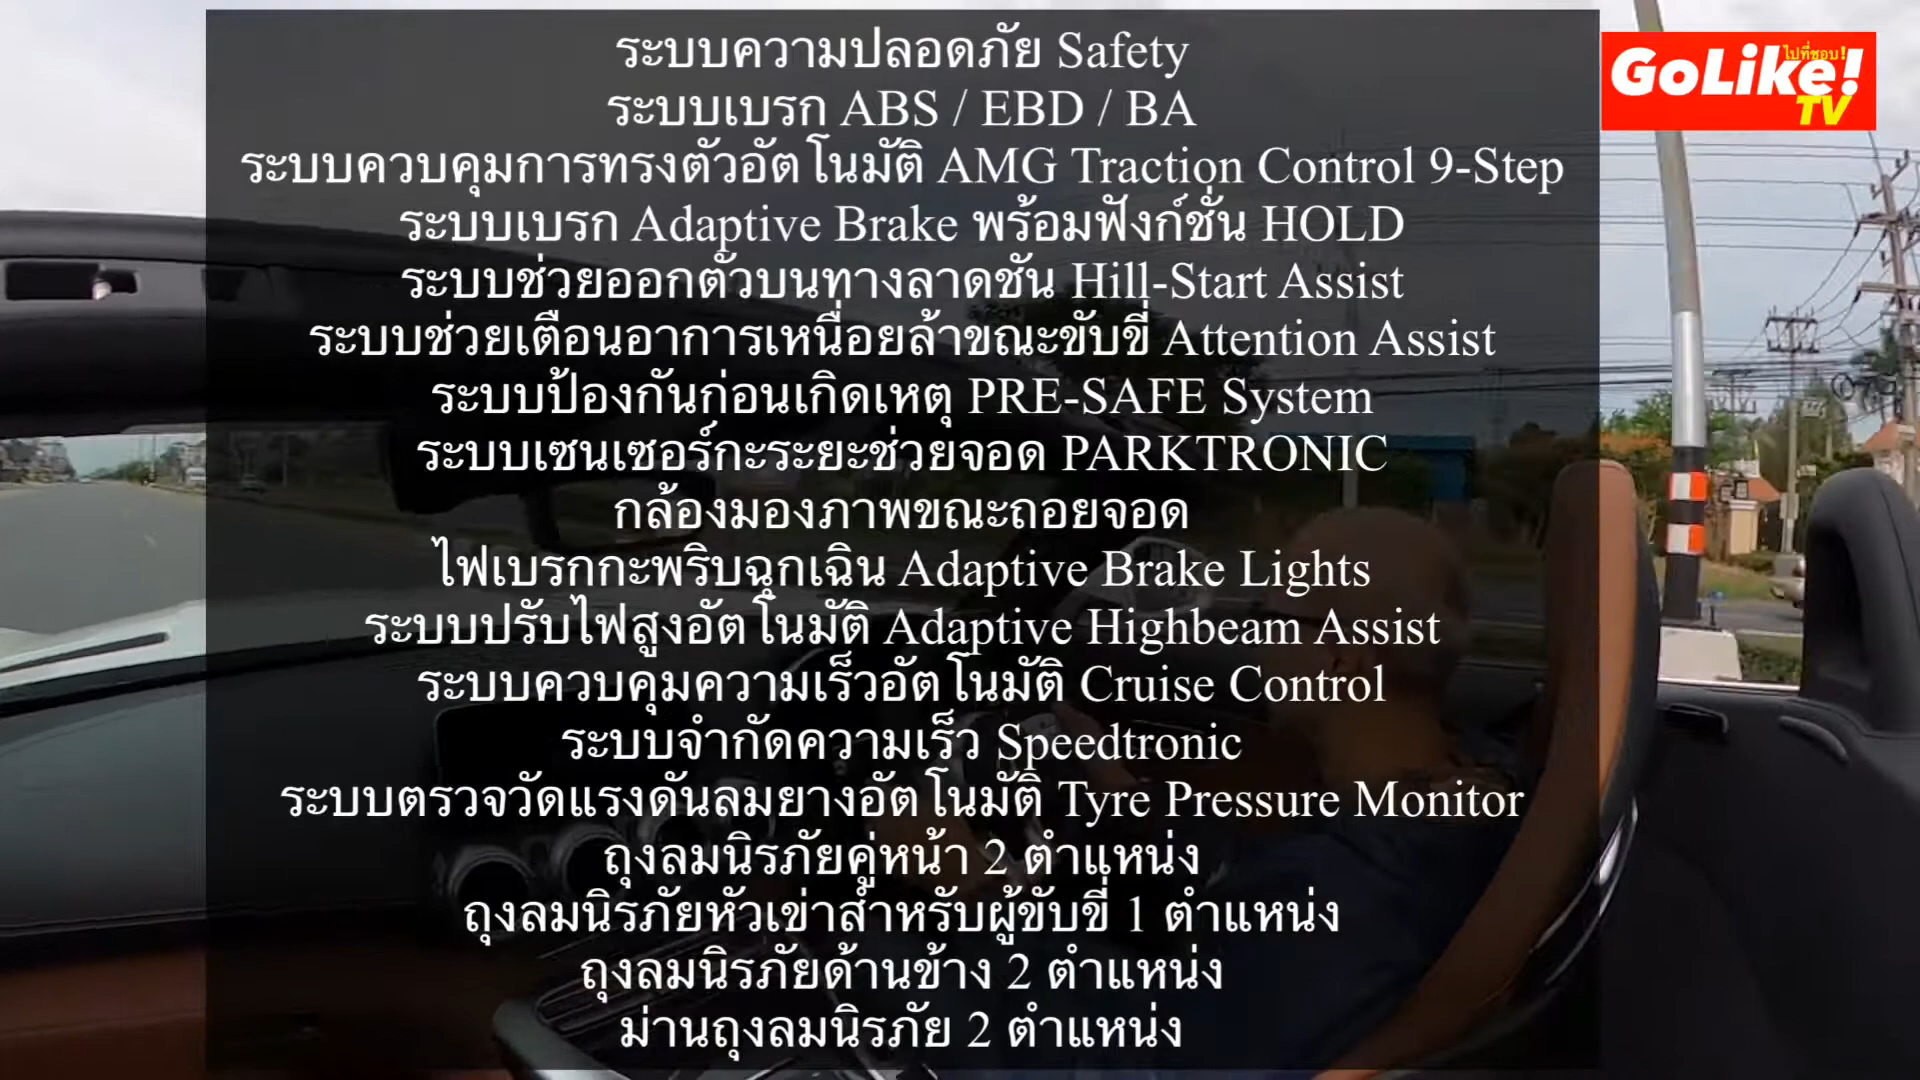 ระบบความปลอดภัย Safety
ระบบเบรก ABS / EBD / BA
ระบบควบคุมการทรงตัวอัตโนมัติ AMG Traction Control 9-Step
ระบบเบรก Adaptive Brake พร้อมฟังก์ชั่น HOLD
ระบบช่วยออกตัวบนทางลาดชัน Hill-Start Assist
ระบบช่วยเตือนอาการเหนื่อยล้าขณะขับขี่ Attention Assist
ระบบป้องกันก่อนเกิดเหตุ PRE-SAFE System
ระบบเซนเซอร์กะระยะช่วยจอด PARKTRONIC
กล้องมองภาพขณะถอยจอด
ไฟเบรกกะพริบฉุกเฉิน Adaptive Brake Lights
ระบบปรับไฟสูงอัตโนมัติ Adaptive Highbeam Assist
ระบบควบคุมความเร็วอัตโนมัติ Cruise Control
ระบบจำกัดความเร็ว Speedtronic
ระบบตรวจวัดแรงดันลมยางอัตโนมัติ Tyre Pressure Monitor
ถุงลมนิรภัยคู่หน้า 2 ตำแหน่ง
ถุงลมนิรภัยหัวเข่าสำหรับผู้ขับขี่ 1 ตำแหน่ง
ถุงลมนิรภัยด้านข้าง 2 ตำแหน่ง
ม่านถุงลมนิรภัย 2 ตำแหน่ง
ไปที่ชอบ!
GoLike!
TV